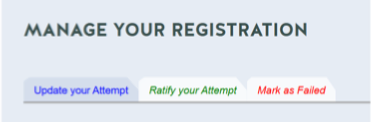 MANAGE YOUR REGISTRATION
Update your Attempt Ratify your Attempt Mark as Failed